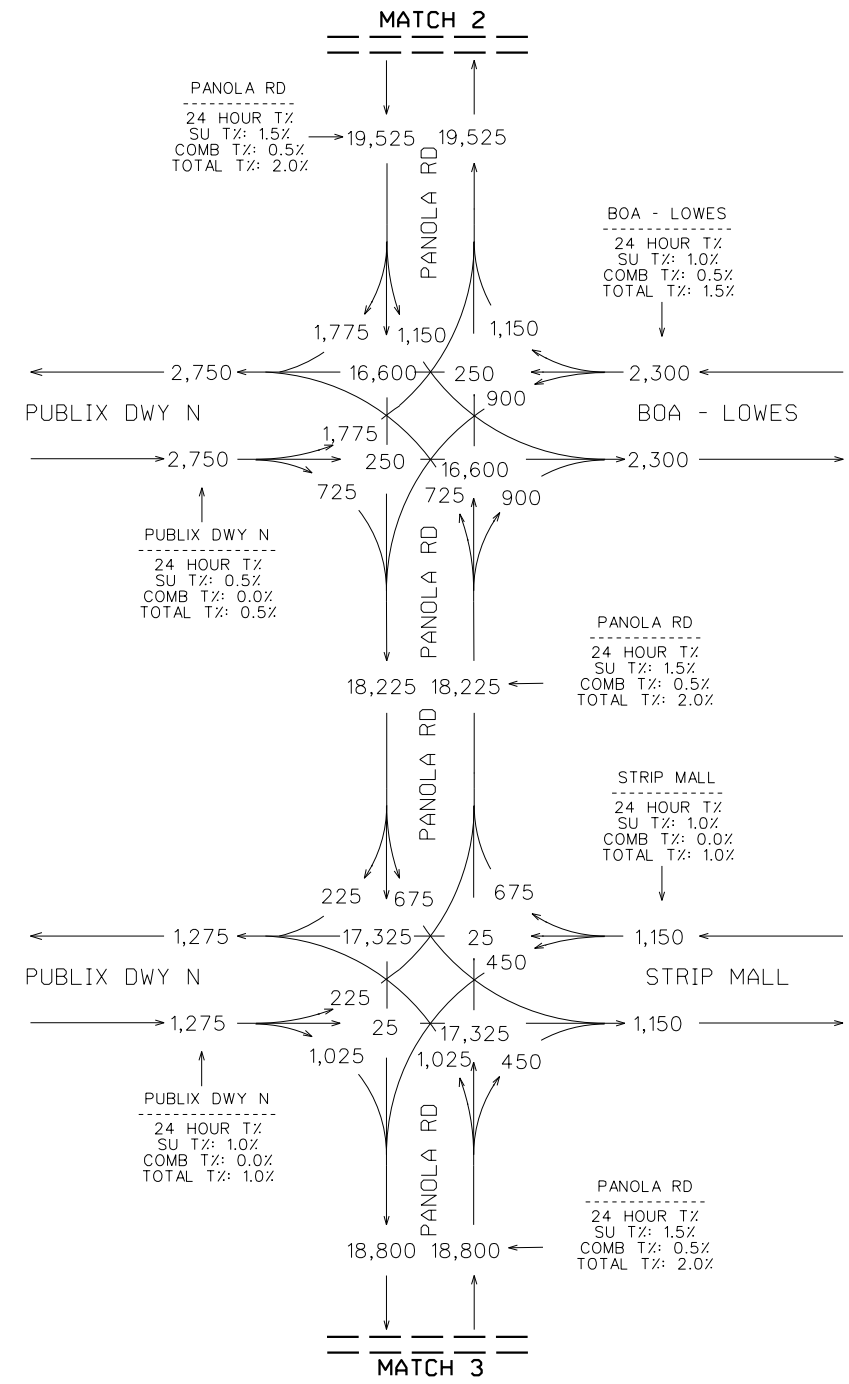 MATCH 2
PANOLA RD
24 HOUR T%
SU T%: 1.5%
COMB T%: 0.5%
TOTAL T%: 2.0%
19,525
19,525
PANOLA RD
BOA - LOWES
24 HOUR T%
SU T%: 1.0%
COMB T%: 0.5%
TOTAL T%: 1.5%
1,775
1,150
1,150
2,750
16,600
250
2,300
900
PUBLIX DWY N
BOA - LOWES
1,775
2,750
250
16,600
2,300
725
725
900
PUBLIX DWY N
24 HOUR T%
SU T%: 0.5%
COMB T%: 0.0%
TOTAL T%: 0.5%
PANOLA RD
PANOLA RD
24 HOUR T%
SU T%: 1.5%
COMB T%: 0.5%
TOTAL T%: 2.0%
18,225
18,225
PANOLA RD
STRIP MALL
24 HOUR T%
SU T%: 1.0%
COMB T%: 0.0%
TOTAL T%: 1.0%
225
675
675
1,275
17,325
25
1,150
450
PUBLIX DWY N
STRIP MALL
225
1,275
25
17,325
1,150
1,025
1,025
450
PUBLIX DWY N
24 HOUR T%
SU T%: 1.0%
COMB T%: 0.0%
TOTAL T%: 1.0%
PANOLA RD
PANOLA RD
24 HOUR T%
SU T%: 1.5%
COMB T%: 0.5%
TOTAL T%: 2.0%
18,800
18,800
MATCH 3